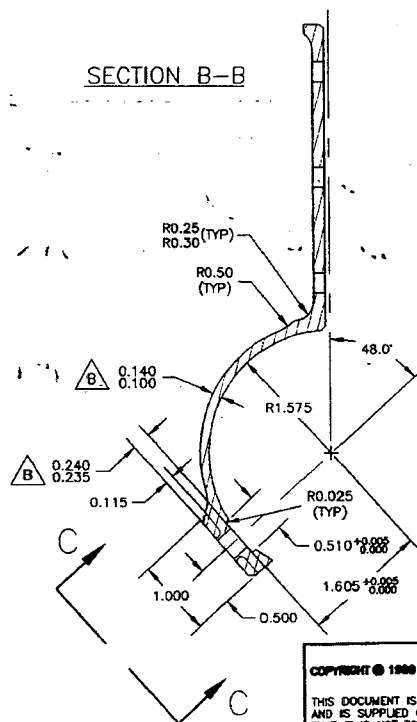 SECTION B-B
R0.25 (TYP)
R0.30
R0.50
(TYP)
48.0°
B
0.140
0.100
R1.575
B
0.240
0.235
0.115
R0.025
(TYP)
C
0.510 +0.005
0.000
1.605 +0.005
0.000
1.000
0.500
C
COPYRIGHT ©
THIS DOCUMENT IS
AND IS SUPPLIED